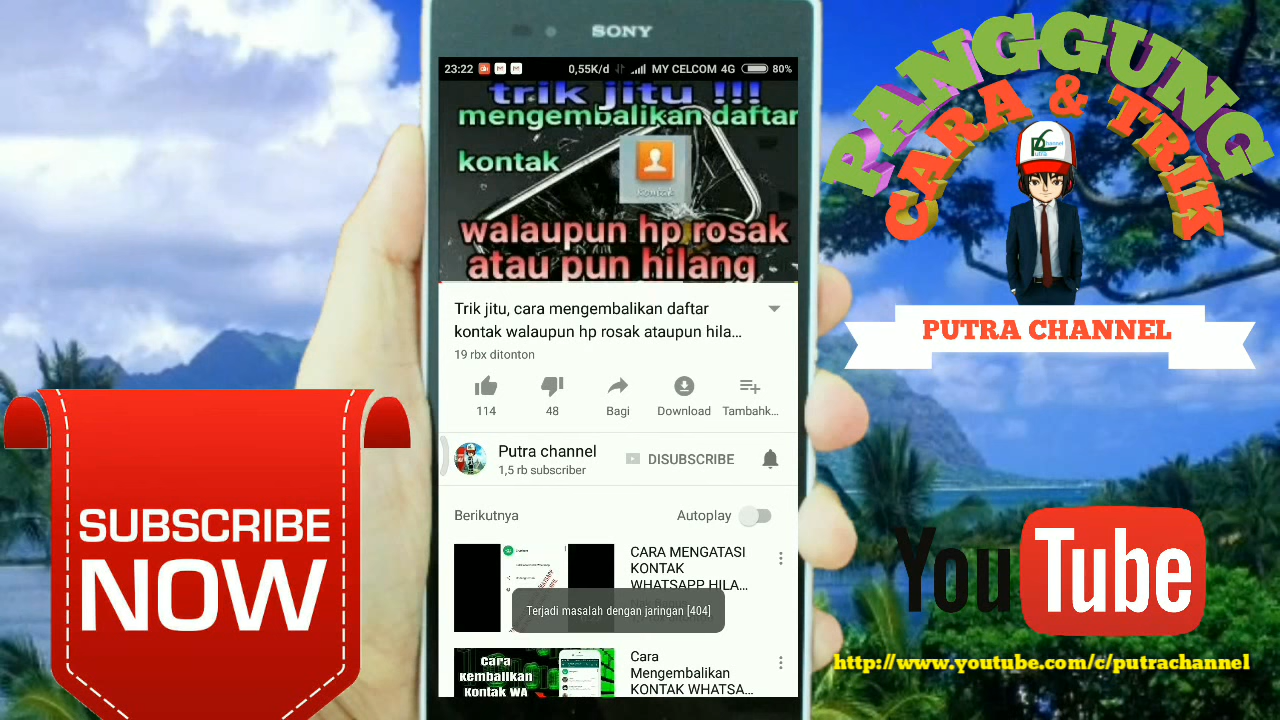 SONY
23:22 0,55K/d MY CELCOM 4G 80%
trik jitu !!!
mengembalikan daftar
kontak
Kontak
walaupun hp rosak
atau pun hilang
Trik jitu, cara mengembalikan daftar
kontak walaupun hp rosak ataupun hila...
19 rbx ditonton
114 48 Bagi Download Tambahk...
Putra channel
1,5 rb subscriber
DISUBSCRIBE
Berikutnya
Autoplay
CARA MENGATASI
KONTAK
WHATSAPP HILA...
Terjadi masalah dengan jaringan [404]
cara
kembalikan
Kontak WA
Cara
Mengembalikan
KONTAK WHATSA...
SUBSCRIBE
NOW
PANGGUNG
CARA & TRIK
Putra Channel
PUTRA CHANNEL
YouTube
http://www.youtube.com/c/putrachannel